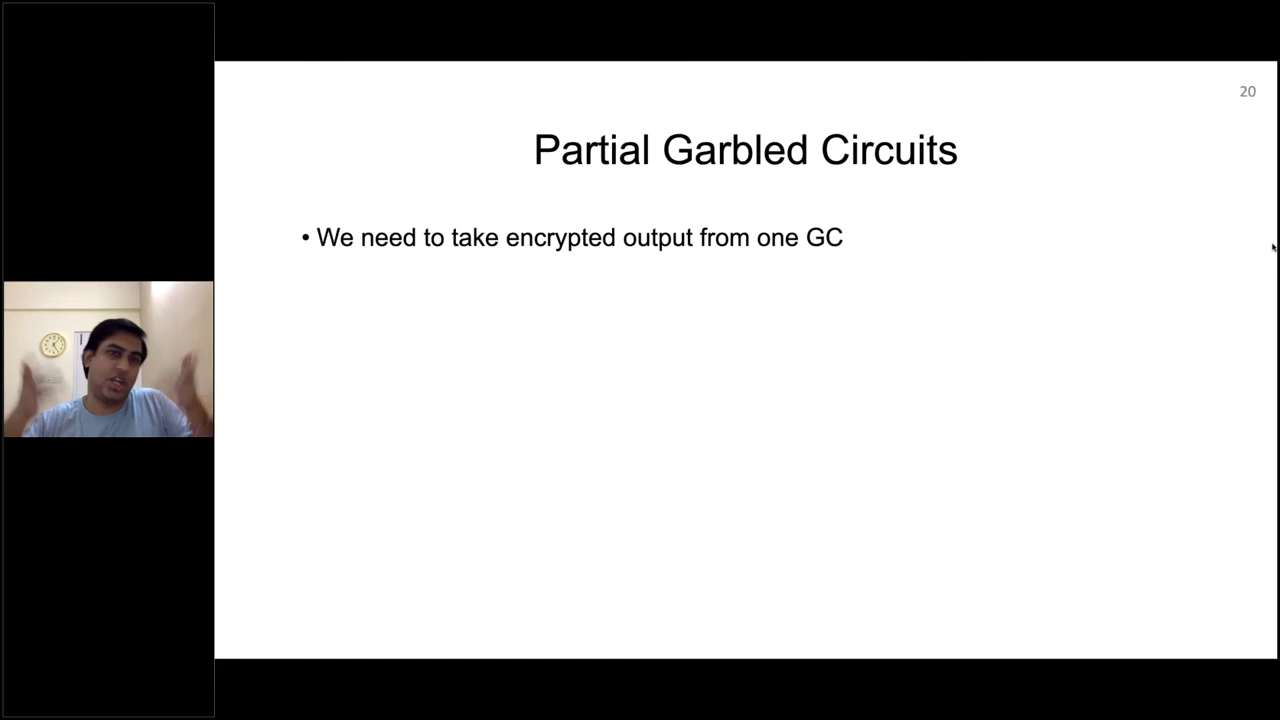 20
Partial Garbled Circuits
• We need to take encrypted output from one GC